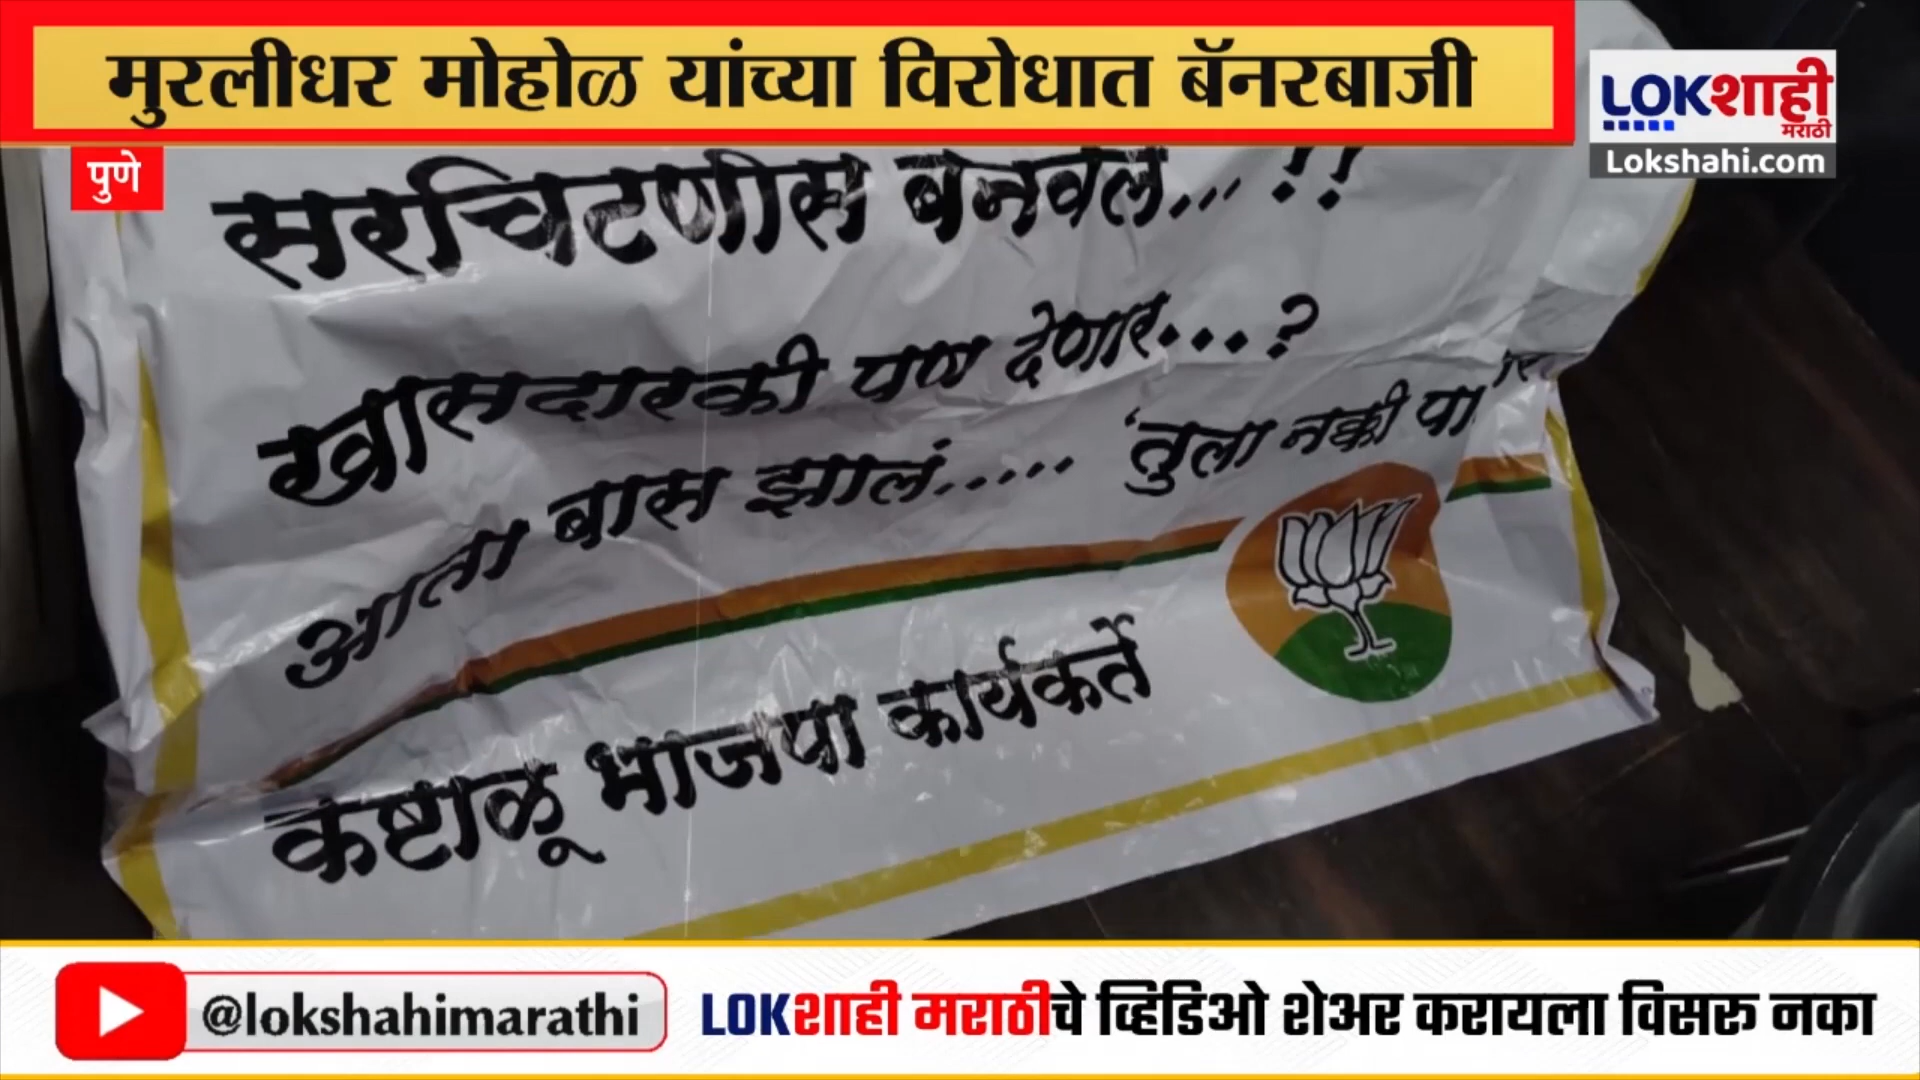 मुरलीधर मोहोळ यांच्या विरोधात बॅनरबाजी
LOKशाही
मराठी
Lokshahi.com
पुणे
सरचिटणीस बनवलं...!!
खासदारकी पण देणार....?
आता बास झालं..... 'तुला नक्की
कष्टाळू भाजपा कार्यकर्ते
@lokshahimarathi
LOKशाही मराठीचे व्हिडिओ शेअर करायला विसरू नका